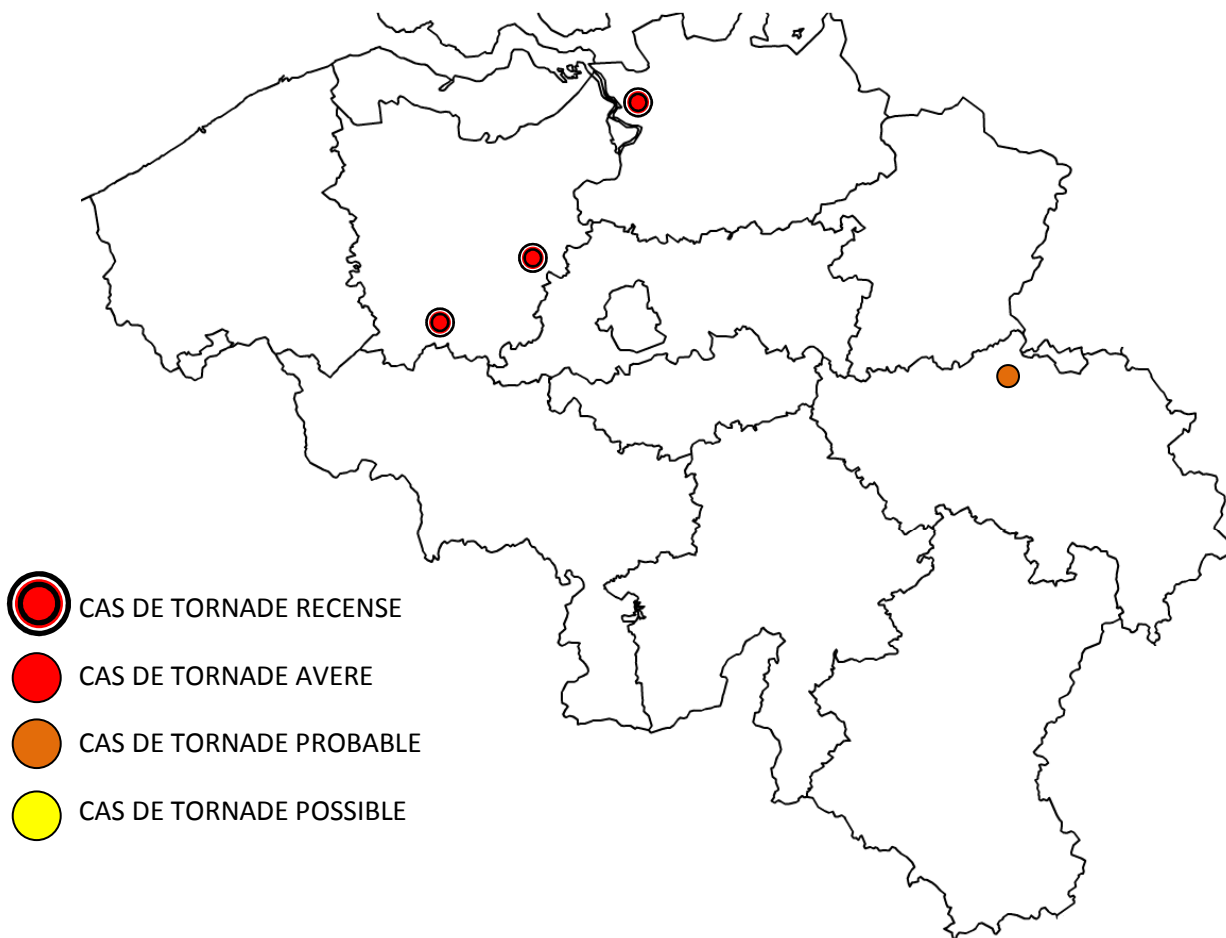 CAS DE TORNADE RECENSE
CAS DE TORNADE AVERE
CAS DE TORNADE PROBABLE
CAS DE TORNADE POSSIBLE